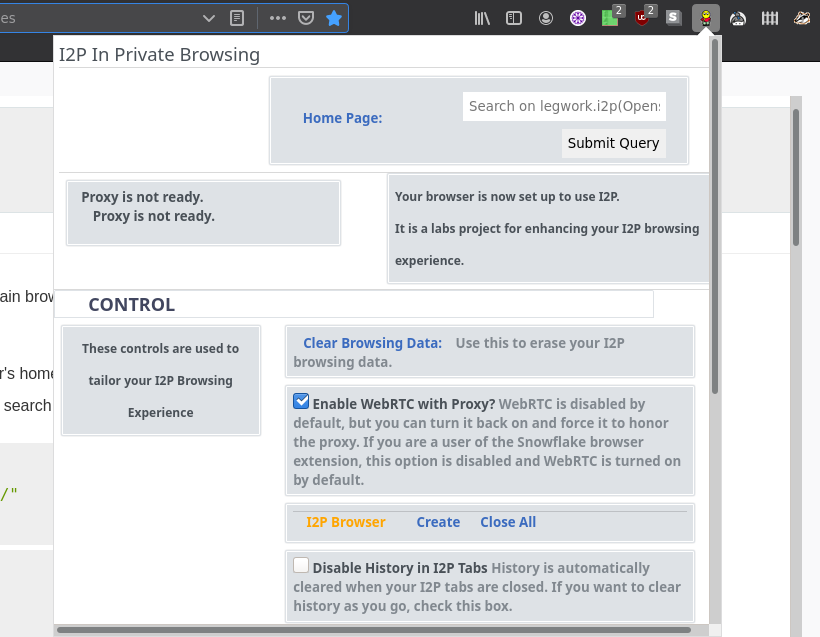 es
2
UD
2
S
I2P In Private Browsing
Home Page:
Search on legwork.i2p(Open
Submit Query
Proxy is not ready.
Proxy is not ready.
Your browser is now set up to use I2P.
It is a labs project for enhancing your I2P browsing
experience.
CONTROL
ain brow
These controls are used to
tailor your I2P Browsing
Experience
Clear Browsing Data: Use this to erase your I2P
browsing data.
r's home
search
Enable WebRTC with Proxy? WebRTC is disabled by
default, but you can turn it back on and force it to honor
the proxy. If you are a user of the Snowflake browser
extension, this option is disabled and WebRTC is turned on
by default.
/"
I2P Browser Create Close All
Disable History in I2P Tabs History is automatically
cleared when your I2P tabs are closed. If you want to clear
history as you go, check this box.